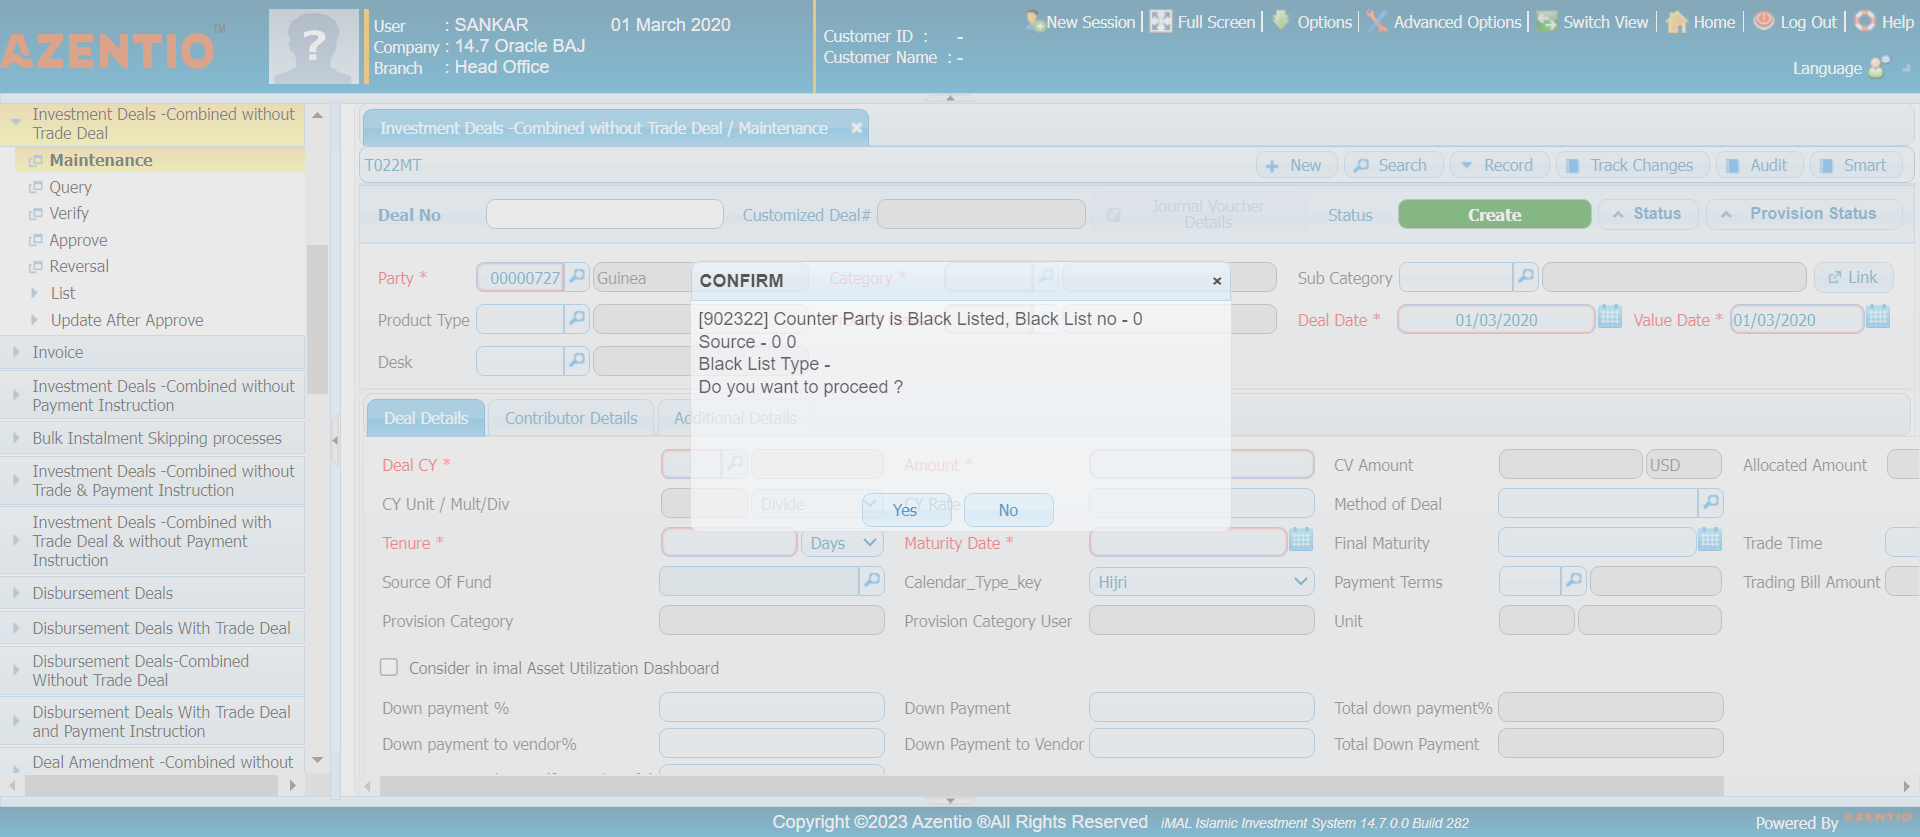 AZENTIO TM
?
User : SANKAR 01 March 2020
Company : 14.7 Oracle BAJ
Branch : Head Office
Customer ID : -
Customer Name : -
New Session Full Screen Options Advanced Options Switch View Home Log Out Help
Language
Investment Deals -Combined without
Trade Deal
Maintenance
Query
Verify
Approve
Reversal
List
Update After Approve
Invoice
Investment Deals -Combined without
Payment Instruction
Bulk Instalment Skipping processes
Investment Deals -Combined without
Trade & Payment Instruction
Investment Deals -Combined with
Trade Deal & without Payment
Instruction
Disbursement Deals
Disbursement Deals With Trade Deal
Disbursement Deals-Combined
Without Trade Deal
Disbursement Deals With Trade Deal
and Payment Instruction
Deal Amendment -Combined without
Investment Deals -Combined without Trade Deal / Maintenance
T022MT
New Search Record Track Changes Audit Smart
Deal No Customized Deal# Journal Voucher
Details Status Create Status Provision Status
Party * 00000727 Guinea Category * Sub Category Link
Product Type Deal Date * 01/03/2020 Value Date * 01/03/2020
Desk
CONFIRM
[902322] Counter Party is Black Listed, Black List no - 0
Source - 0 0
Black List Type -
Do you want to proceed ?
Yes No
Deal Details Contributor Details Additional Details
Deal CY * Amount * CV Amount USD Allocated Amount
CY Unit / Mult/Div Divide CY Rate Method of Deal
Tenure * Days Maturity Date * Final Maturity Trade Time
Source Of Fund Calendar_Type_key Hijri Payment Terms Trading Bill Amount
Provision Category Provision Category User Unit
Consider in imal Asset Utilization Dashboard
Down payment % Down Payment Total down payment%
Down payment to vendor% Down Payment to Vendor Total Down Payment
Copyright ©2023 Azentio ®All Rights Reserved iMAL Islamic Investment System 14.7.0.0 Build 282
Powered By AZENTIO